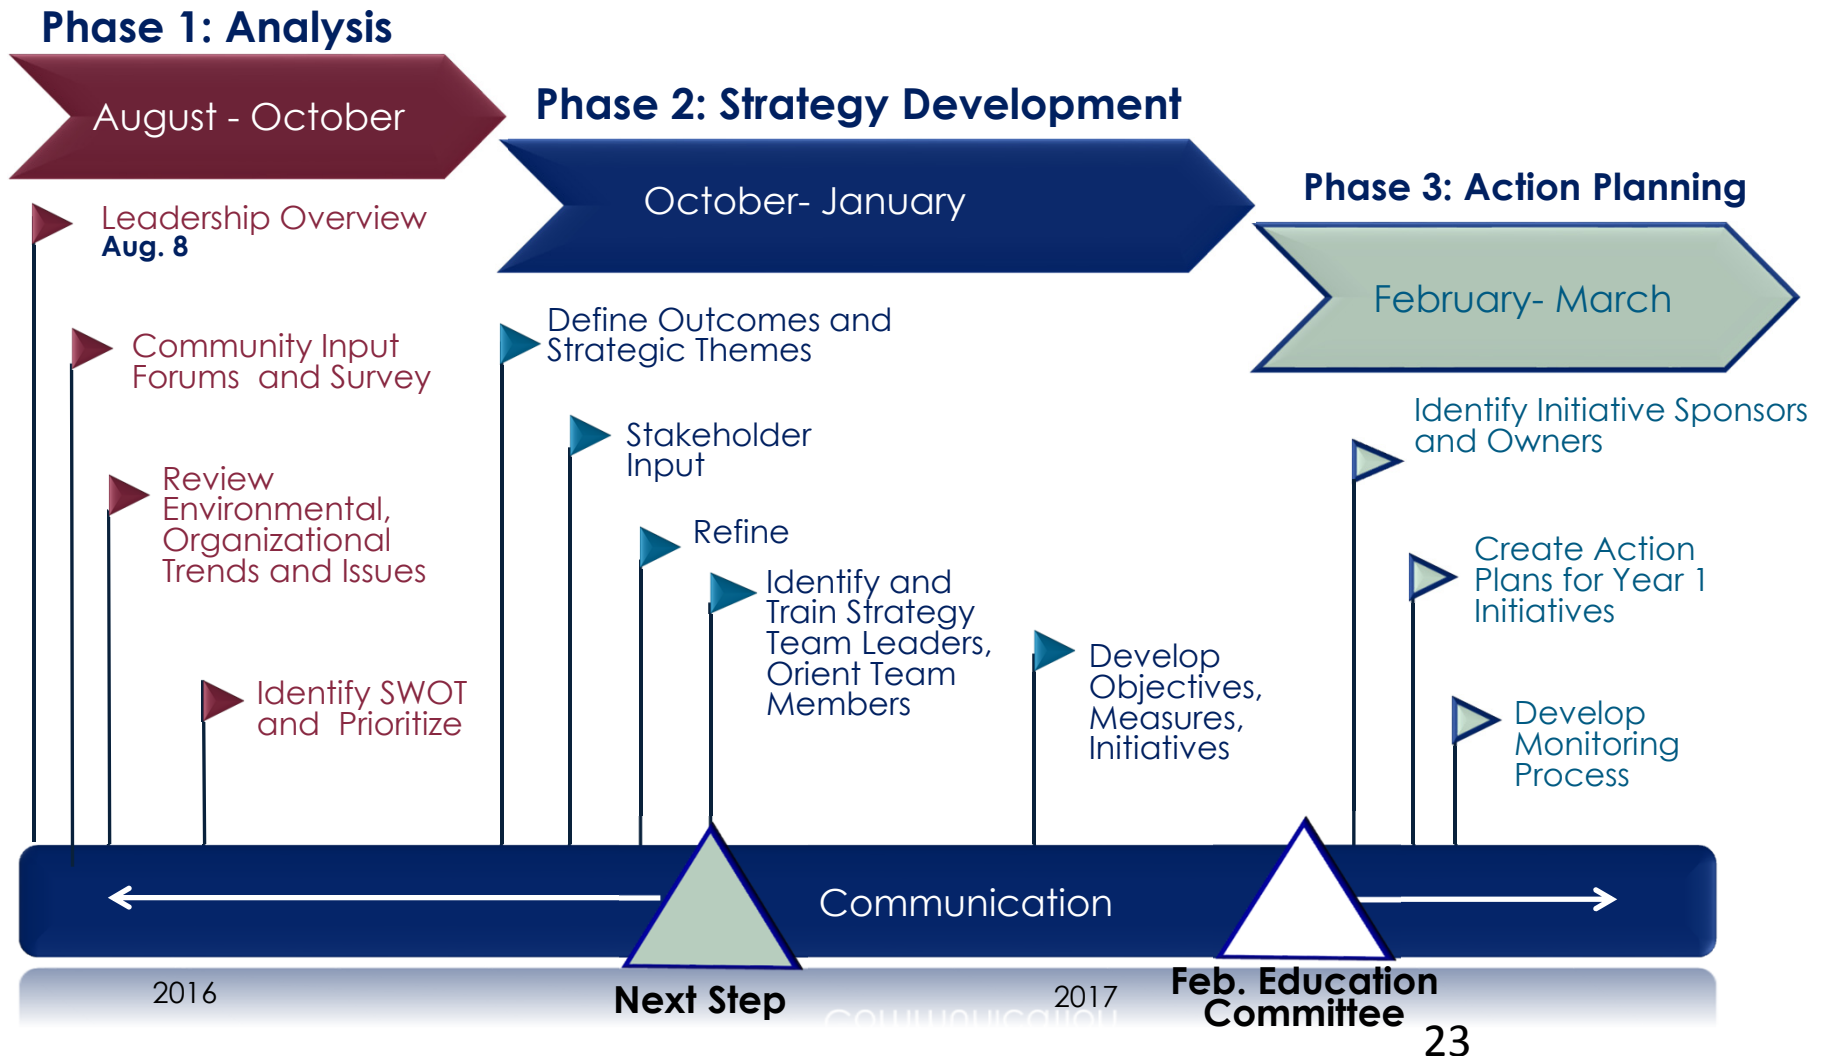 Phase 1: Analysis
August - October
Leadership Overview
Aug. 8
Community Input
Forums and Survey
Review
Environmental,
Organizational
Trends and Issues
Identify SWOT
and Prioritize
Phase 2: Strategy Development
October- January
Define Outcomes and
Strategic Themes
Stakeholder
Input
Refine
Identify and
Train Strategy
Team Leaders,
Orient Team
Members
Develop
Objectives,
Measures,
Initiatives
Phase 3: Action Planning
February- March
Identify Initiative Sponsors
and Owners
Create Action
Plans for Year 1
Initiatives
Develop
Monitoring
Process
Communication
2016
Next Step
2017
Feb. Education
Committee
23